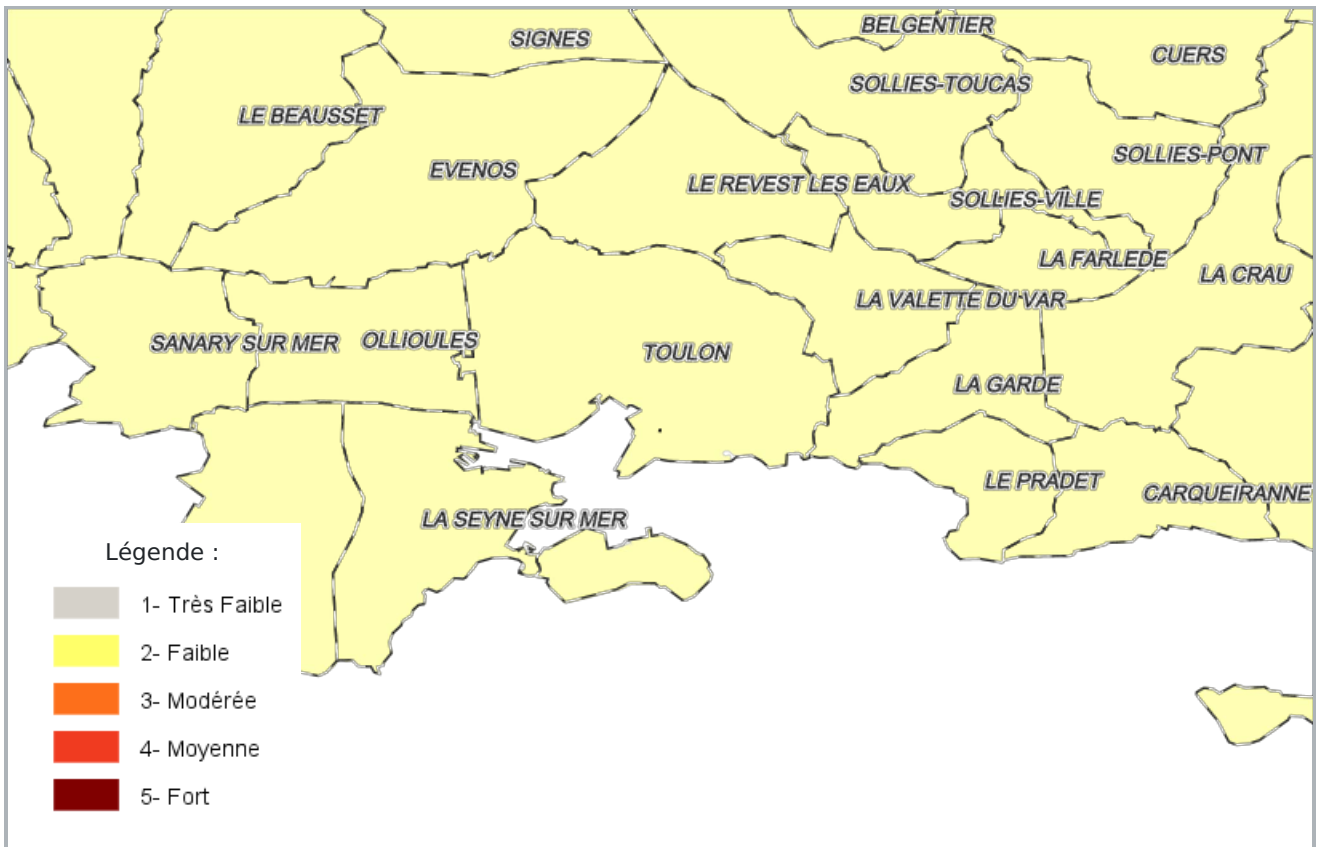 BELGENTIER
SIGNES
CUERS
SOLLIES-TOUCAS
LE BEAUSSET
SOLLIES-PONT
EVENOS
LE REVEST LES EAUX
SOLLIES-VILLE
LA FARLEDE
LA CRAU
LA VALETTE DU VAR
SANARY SUR MER
OLLIOULES
TOULON
LA GARDE
LE PRADET
CARQUEIRANNE
LA SEYNE SUR MER
Légende :
1- Très Faible
2- Faible
3- Modérée
4- Moyenne
5- Fort